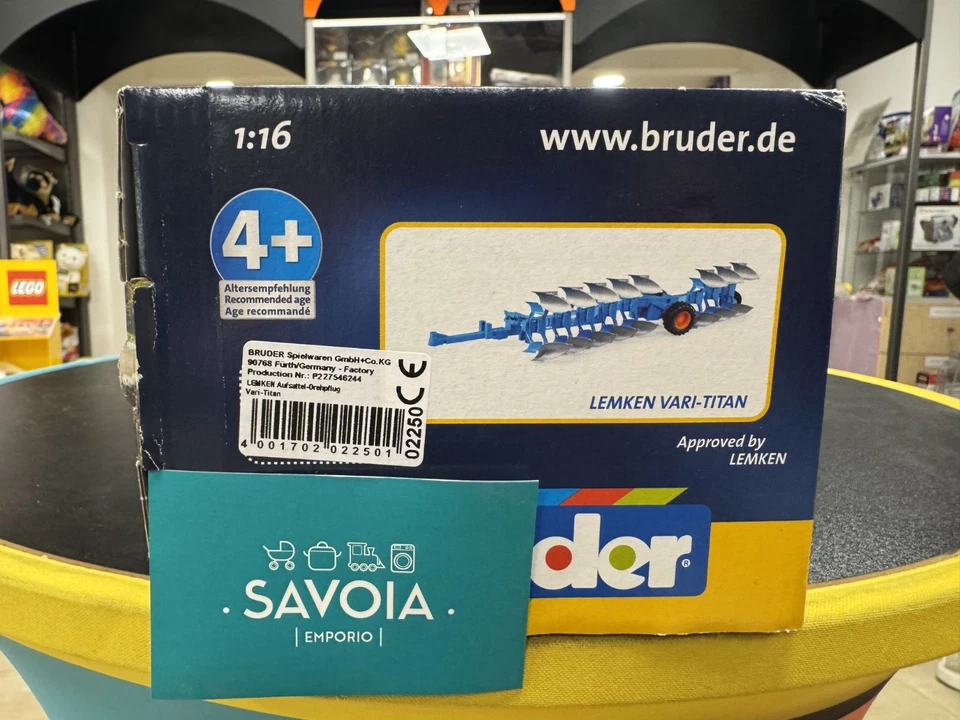 1:16
www.bruder.de
4+
Altersempfehlung
Recommended age
Age recommandé
LEGO
BRUDER Spielwaren GmbH+Co.KG
90768 Fürth/Germany - Factory
Production Nr.: P227546244
LEMKEN Aufsattel-Drehpflug
Vari-Titan
CE
02250
4 001702 022501
LEMKEN VARI-TITAN
Approved by
LEMKEN
der
®
. SAVOIA .
| EMPORIO |